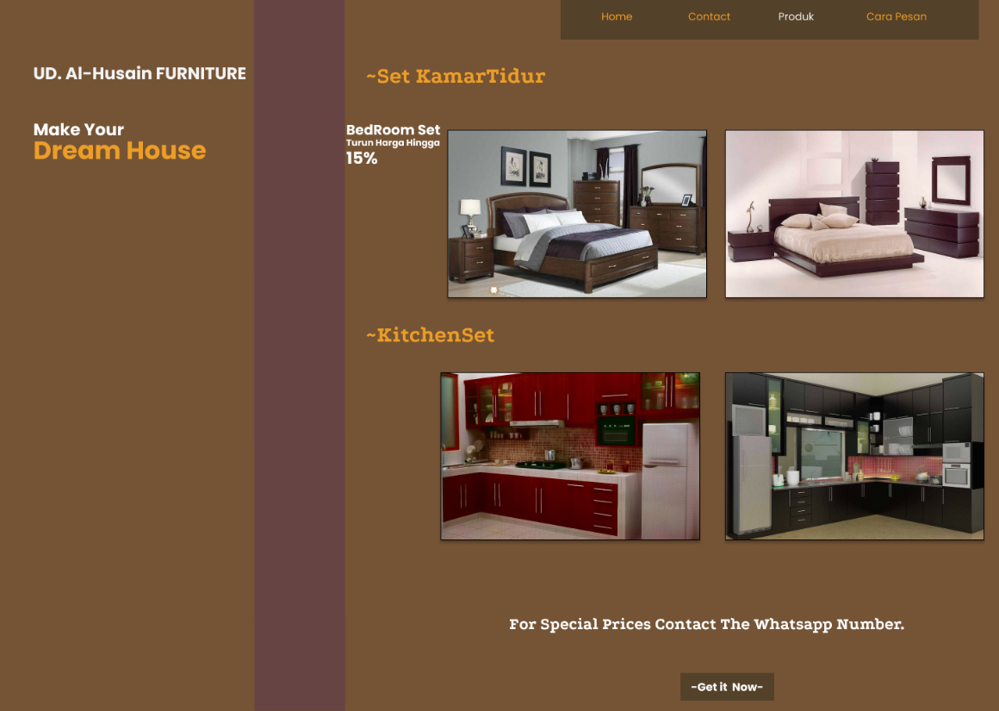 Home Contact Produk Cara Pesan
UD. Al-Husain FURNITURE
Make Your
Dream House
~Set KamarTidur
BedRoom Set
Turun Harga Hingga
15%
~KitchenSet
For Special Prices Contact The Whatsapp Number.
-Get it Now-